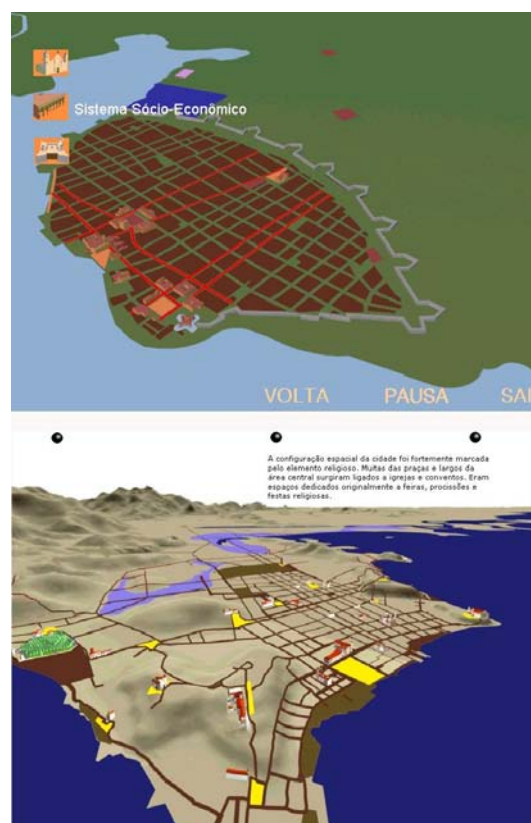 Sistema Sócio-Econômico
VOLTA PAUSA SAI
A configuração espacial da cidade foi fortemente marcada
pelo elemento religioso. Muitas das praças e largos da
área central surgiram ligados a igrejas e conventos. Eram
espaços dedicados originalmente a feiras, procissões e
festas religiosas.